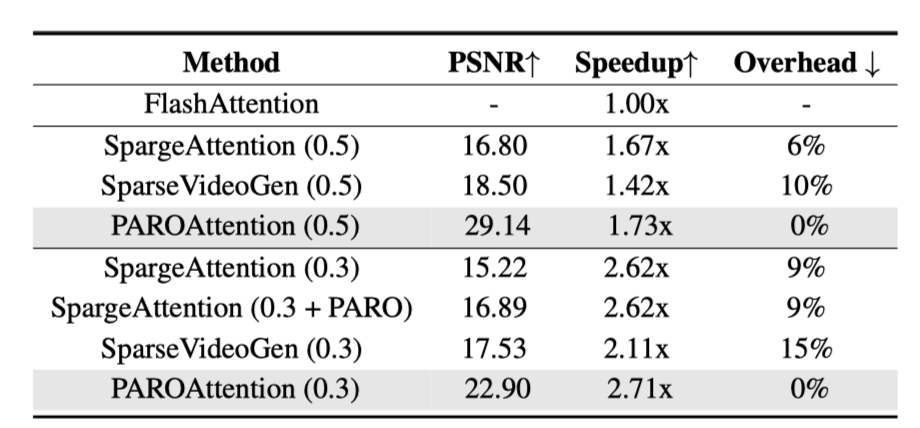 Method PSNR↑ Speedup↑ Overhead ↓
FlashAttention - 1.00x -
SpargeAttention (0.5) 16.80 1.67x 6%
SparseVideoGen (0.5) 18.50 1.42x 10%
PAROAttention (0.5) 29.14 1.73x 0%
SpargeAttention (0.3) 15.22 2.62x 9%
SpargeAttention (0.3 + PARO) 16.89 2.62x 9%
SparseVideoGen (0.3) 17.53 2.11x 15%
PAROAttention (0.3) 22.90 2.71x 0%